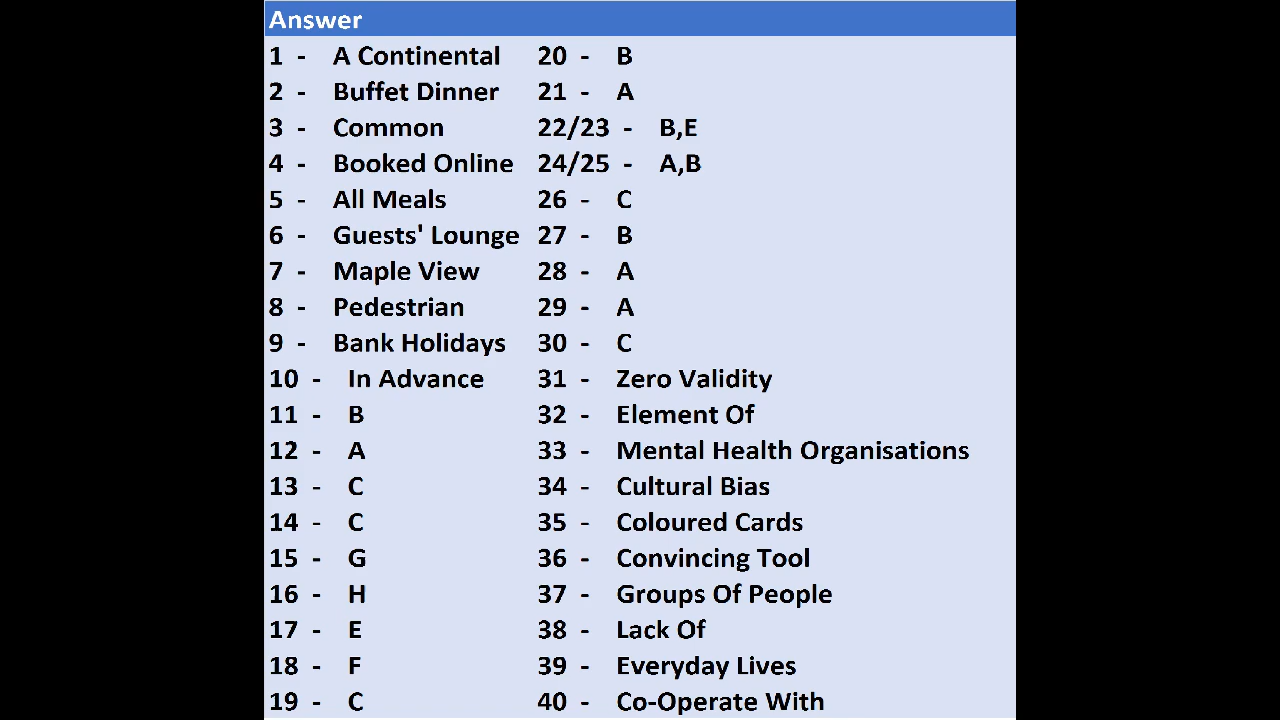 Answer
1 - A Continental 20 - B
2 - Buffet Dinner 21 - A
3 - Common 22/23 - B,E
4 - Booked Online 24/25 - A,B
5 - All Meals 26 - C
6 - Guests' Lounge 27 - B
7 - Maple View 28 - A
8 - Pedestrian 29 - A
9 - Bank Holidays 30 - C
10 - In Advance 31 - Zero Validity
11 - B 32 - Element Of
12 - A 33 - Mental Health Organisations
13 - C 34 - Cultural Bias
14 - C 35 - Coloured Cards
15 - G 36 - Convincing Tool
16 - H 37 - Groups Of People
17 - E 38 - Lack Of
18 - F 39 - Everyday Lives
19 - C 40 - Co-Operate With